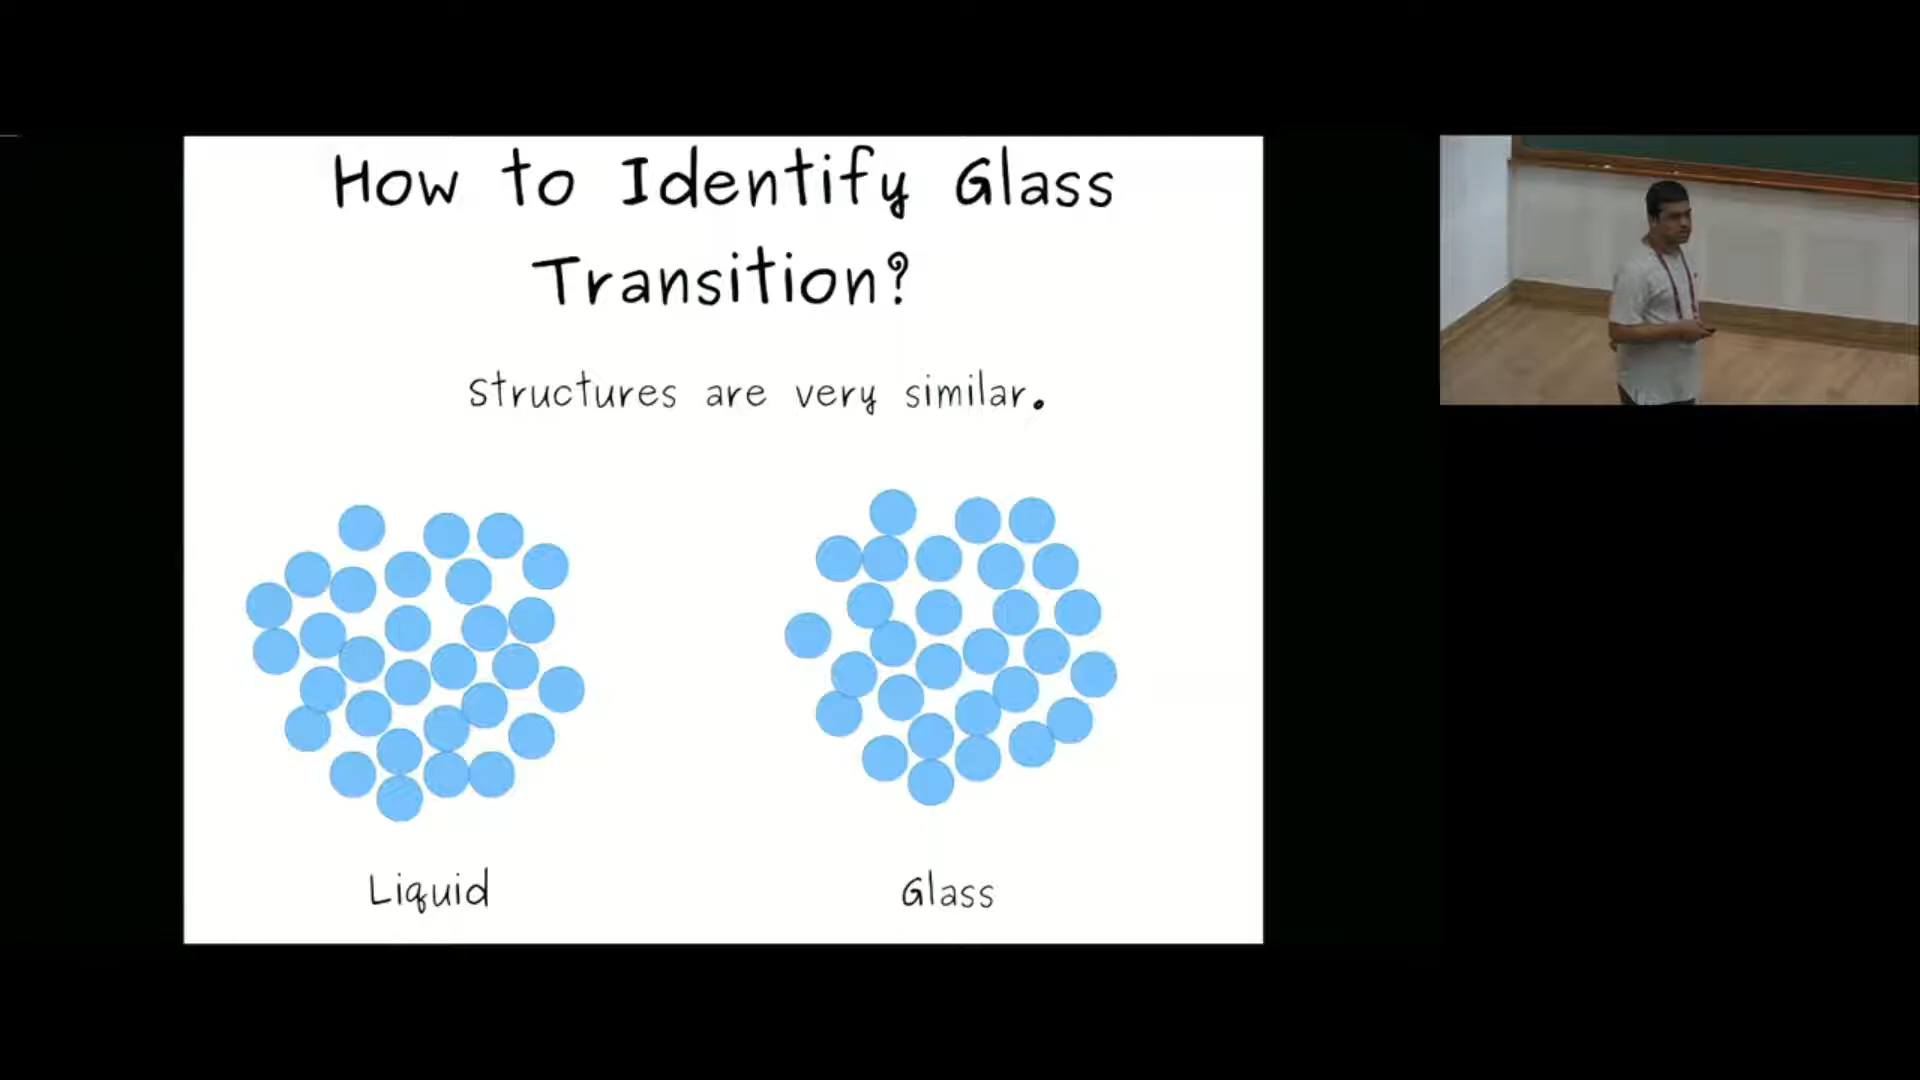 How to Identify Glass
Transition?
Structures are very similar.
Liquid
Glass